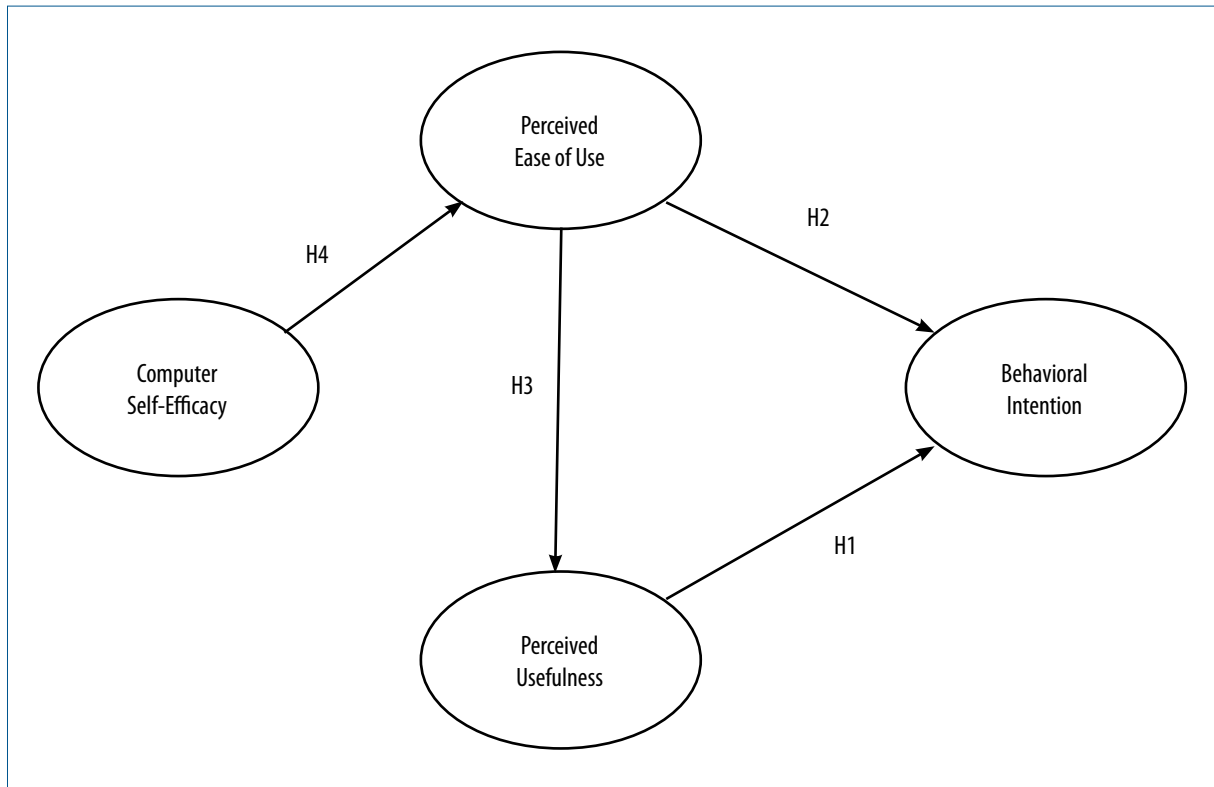 Perceived
Ease of Use
H2
H4
Computer
Self-Efficacy
H3
Behavioral
Intention
H1
Perceived
Usefulness